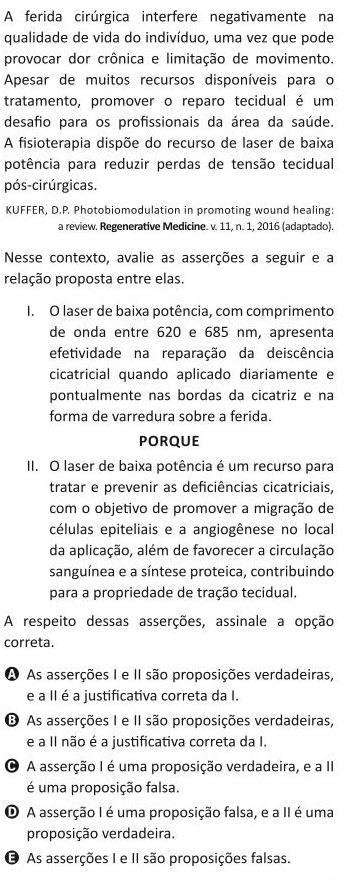 A ferida cirúrgica interfere negativamente na
qualidade de vida do indivíduo, uma vez que pode
provocar dor crônica e limitação de movimento.
Apesar de muitos recursos disponíveis para o
tratamento, promover o reparo tecidual é um
desafio para os profissionais da área da saúde.
A fisioterapia dispõe do recurso de laser de baixa
potência para reduzir perdas de tensão tecidual
pós-cirúrgicas.
KUFFER, D.P. Photobiomodulation in promoting wound healing:
a review. Regenerative Medicine. v. 11, n. 1, 2016 (adaptado).
Nesse contexto, avalie as asserções a seguir e a
relação proposta entre elas.
I. O laser de baixa potência, com comprimento
de onda entre 620 e 685 nm, apresenta
efetividade na reparação da deiscência
cicatricial quando aplicado diariamente e
pontualmente nas bordas da cicatriz e na
forma de varredura sobre a ferida.
PORQUE
II. O laser de baixa potência é um recurso para
tratar e prevenir as deficiências cicatriciais,
com o objetivo de promover a migração de
células epiteliais e a angiogênese no local
da aplicação, além de favorecer a circulação
sanguínea e a síntese proteica, contribuindo
para a propriedade de tração tecidual.
A respeito dessas asserções, assinale a opção
correta.
A As asserções I e II são proposições verdadeiras,
e a II é a justificativa correta da I.
B As asserções I e II são proposições verdadeiras,
e a II não é a justificativa correta da I.
C A asserção I é uma proposição verdadeira, e a II
é uma proposição falsa.
D A asserção I é uma proposição falsa, e a II é uma
proposição verdadeira.
E As asserções I e II são proposições falsas.